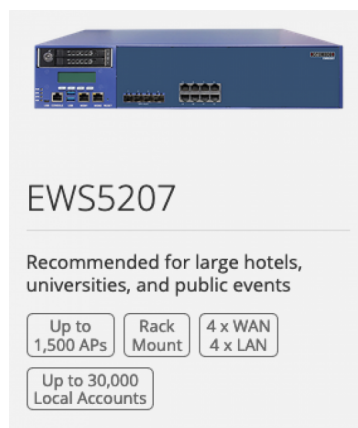 EWS5207
Recommended for large hotels,
universities, and public events
Up to
1,500 APs
Rack
Mount
4 x WAN
4 x LAN
Up to 30,000
Local Accounts